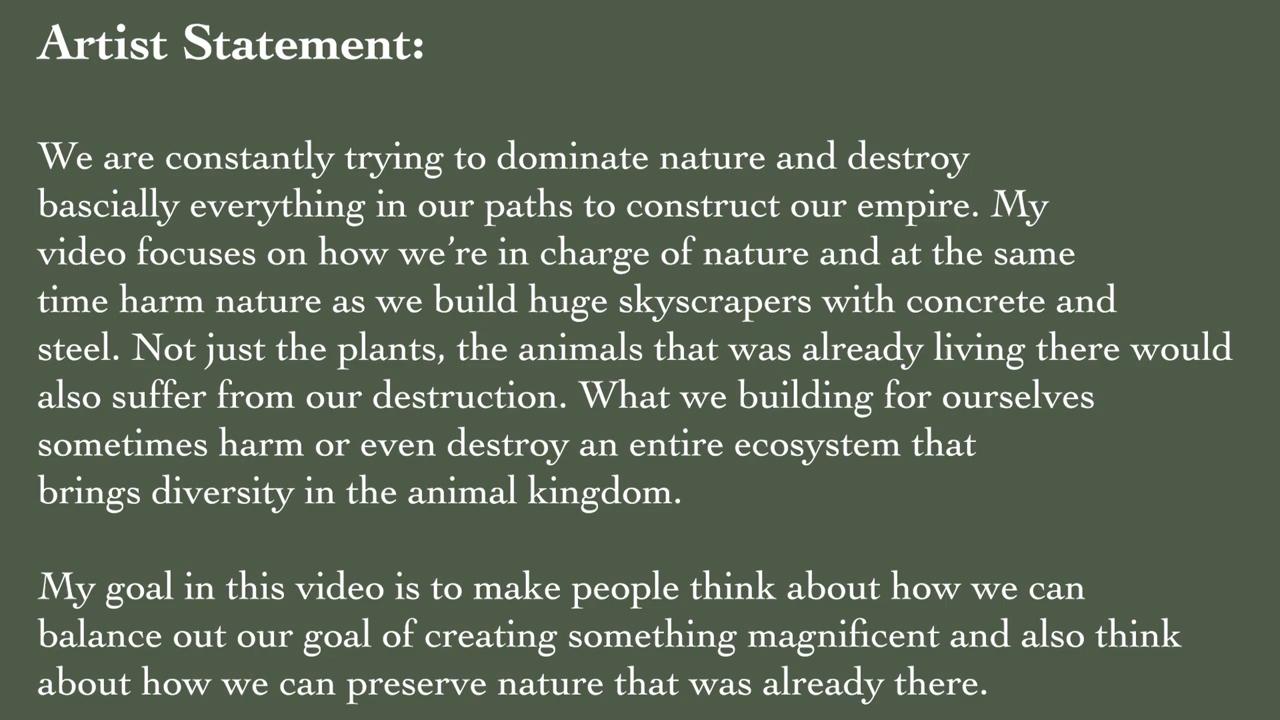 Artist Statement:
We are constantly trying to dominate nature and destroy
bascially everything in our paths to construct our empire. My
video focuses on how we’re in charge of nature and at the same
time harm nature as we build huge skyscrapers with concrete and
steel. Not just the plants, the animals that was already living there would
also suffer from our destruction. What we building for ourselves
sometimes harm or even destroy an entire ecosystem that
brings diversity in the animal kingdom.
My goal in this video is to make people think about how we can
balance out our goal of creating something magnificent and also think
about how we can preserve nature that was already there.